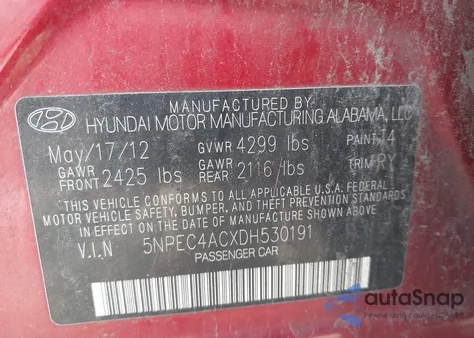 MANUFACTURED BY
HYUNDAI MOTOR MANUFACTURING ALABAMA, LLC
May/17/12 GVWR 4299 lbs PAINT:T4
GAWR FRONT 2425 lbs GAWR REAR 2116 lbs TRIM:RY
"THIS VEHICLE CONFORMS TO ALL APPLICABLE U.S.A. FEDERAL
MOTOR VEHICLE SAFETY, BUMPER, AND THEFT PREVENTION STANDARDS
IN EFFECT ON THE DATE OF MANUFACTURE SHOWN ABOVE."
V.I.N 5NPEC4ACXDH530191
PASSENGER CAR
autoSnap